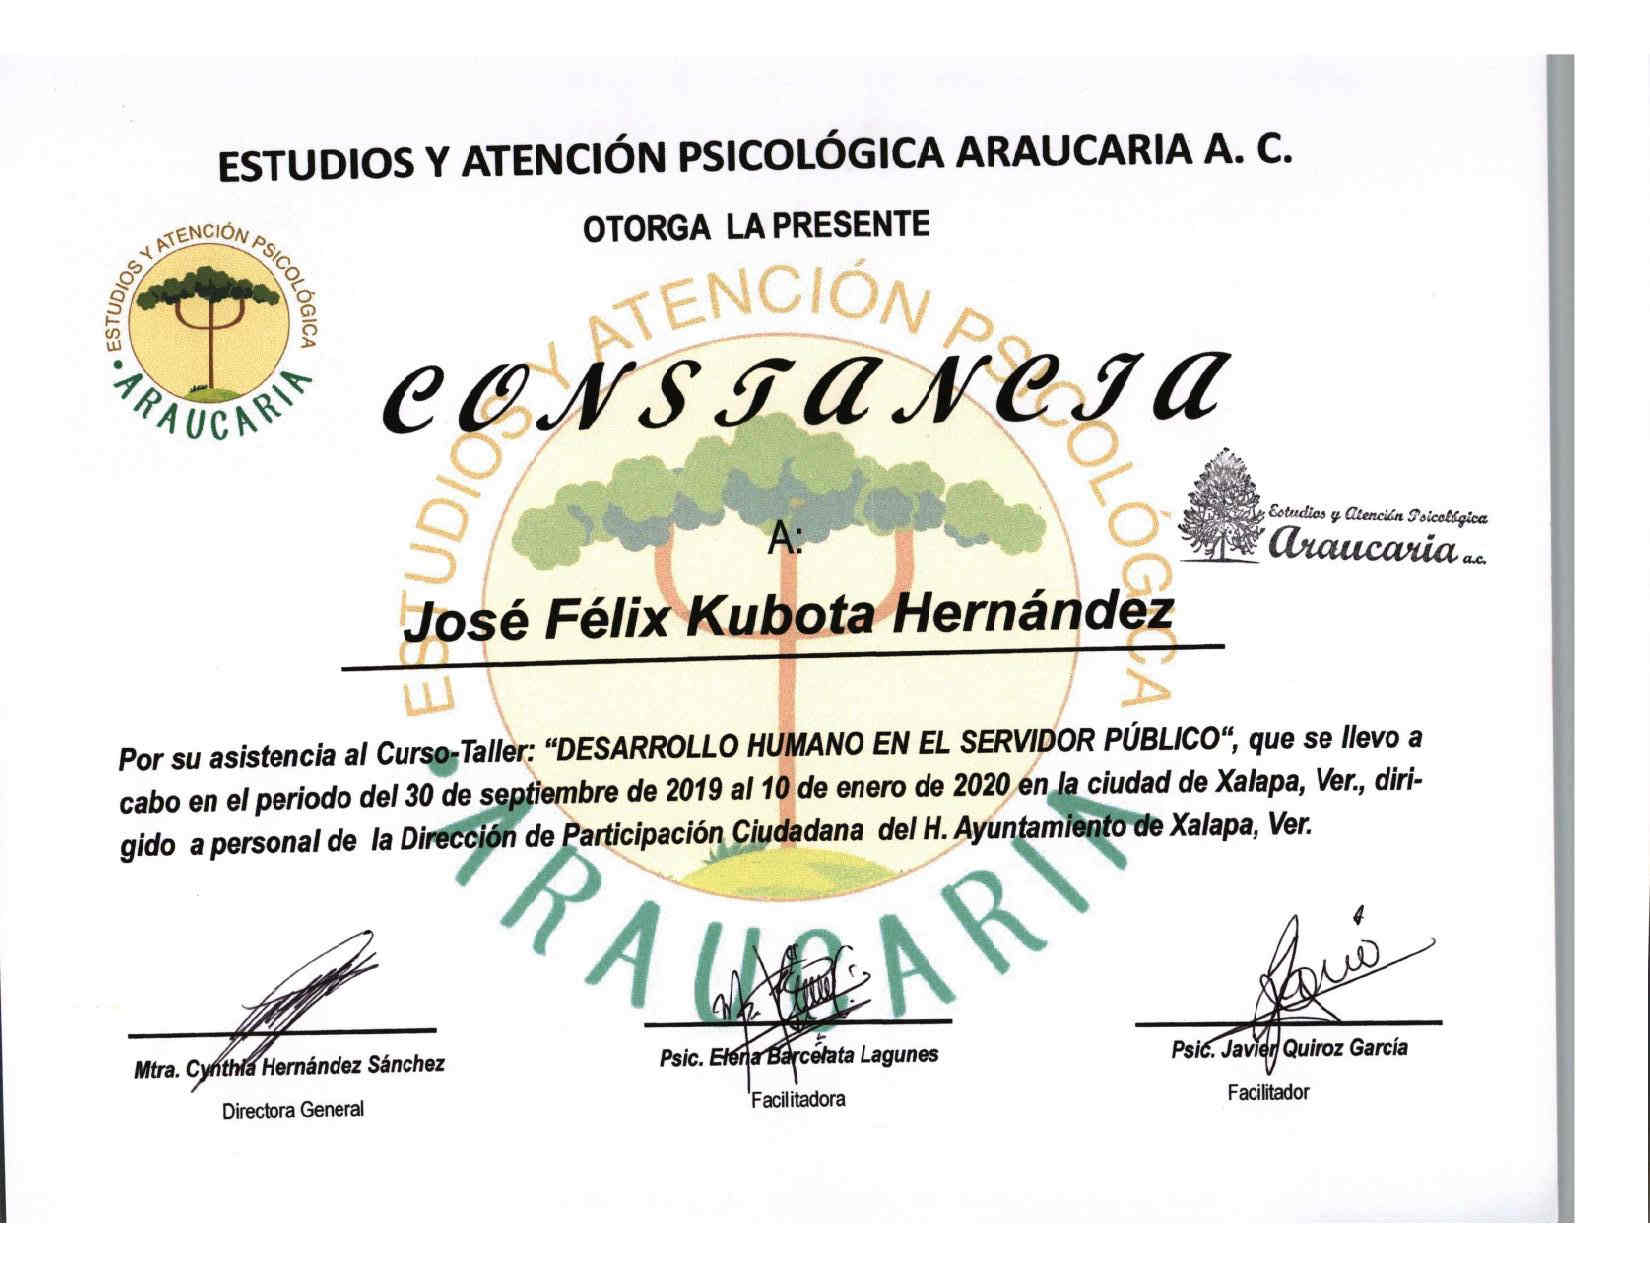 ESTUDIOS Y ATENCIÓN PSICOLÓGICA ARAUCARIA A. C.
OTORGA LA PRESENTE
ESTUDIOS Y ATENCIÓN PSICOLÓGICA
• ARAUCARIA
ESTUDIOS Y ATENCIÓN PSICOLÓGICA
• ARAUCARIA
CONSTANCIA
Estudios y Atención Psicológica
Araucaria a.c.
A:
José Félix Kubota Hernández
Por su asistencia al Curso-Taller: “DESARROLLO HUMANO EN EL SERVIDOR PÚBLICO“, que se llevo a
cabo en el periodo del 30 de septiembre de 2019 al 10 de enero de 2020 en la ciudad de Xalapa, Ver., diri-
gido a personal de la Dirección de Participación Ciudadana del H. Ayuntamiento de Xalapa, Ver.
Mtra. Cynthia Hernández Sánchez
Directora General
Psic. Elena Barcelata Lagunes
Facilitadora
Psic. Javier Quiroz García
Facilitador